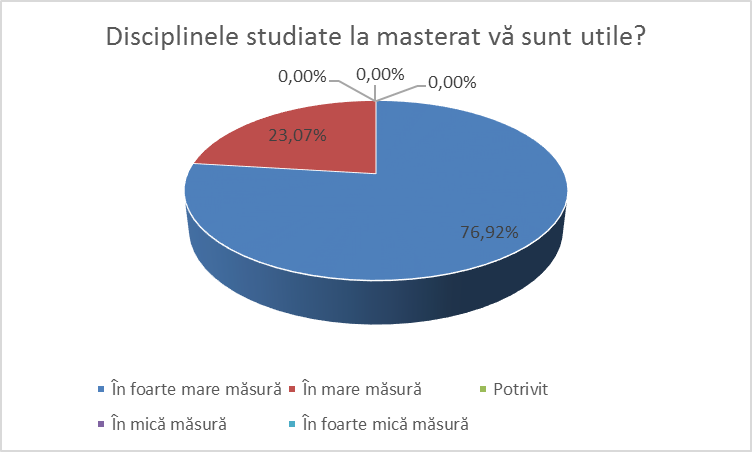 Disciplinele studiate la masterat vă sunt utile?
0,00%
0,00%
0,00%
23,07%
76,92%
În foarte mare măsură
În mare măsură
Potrivit
În mică măsură
În foarte mică măsură